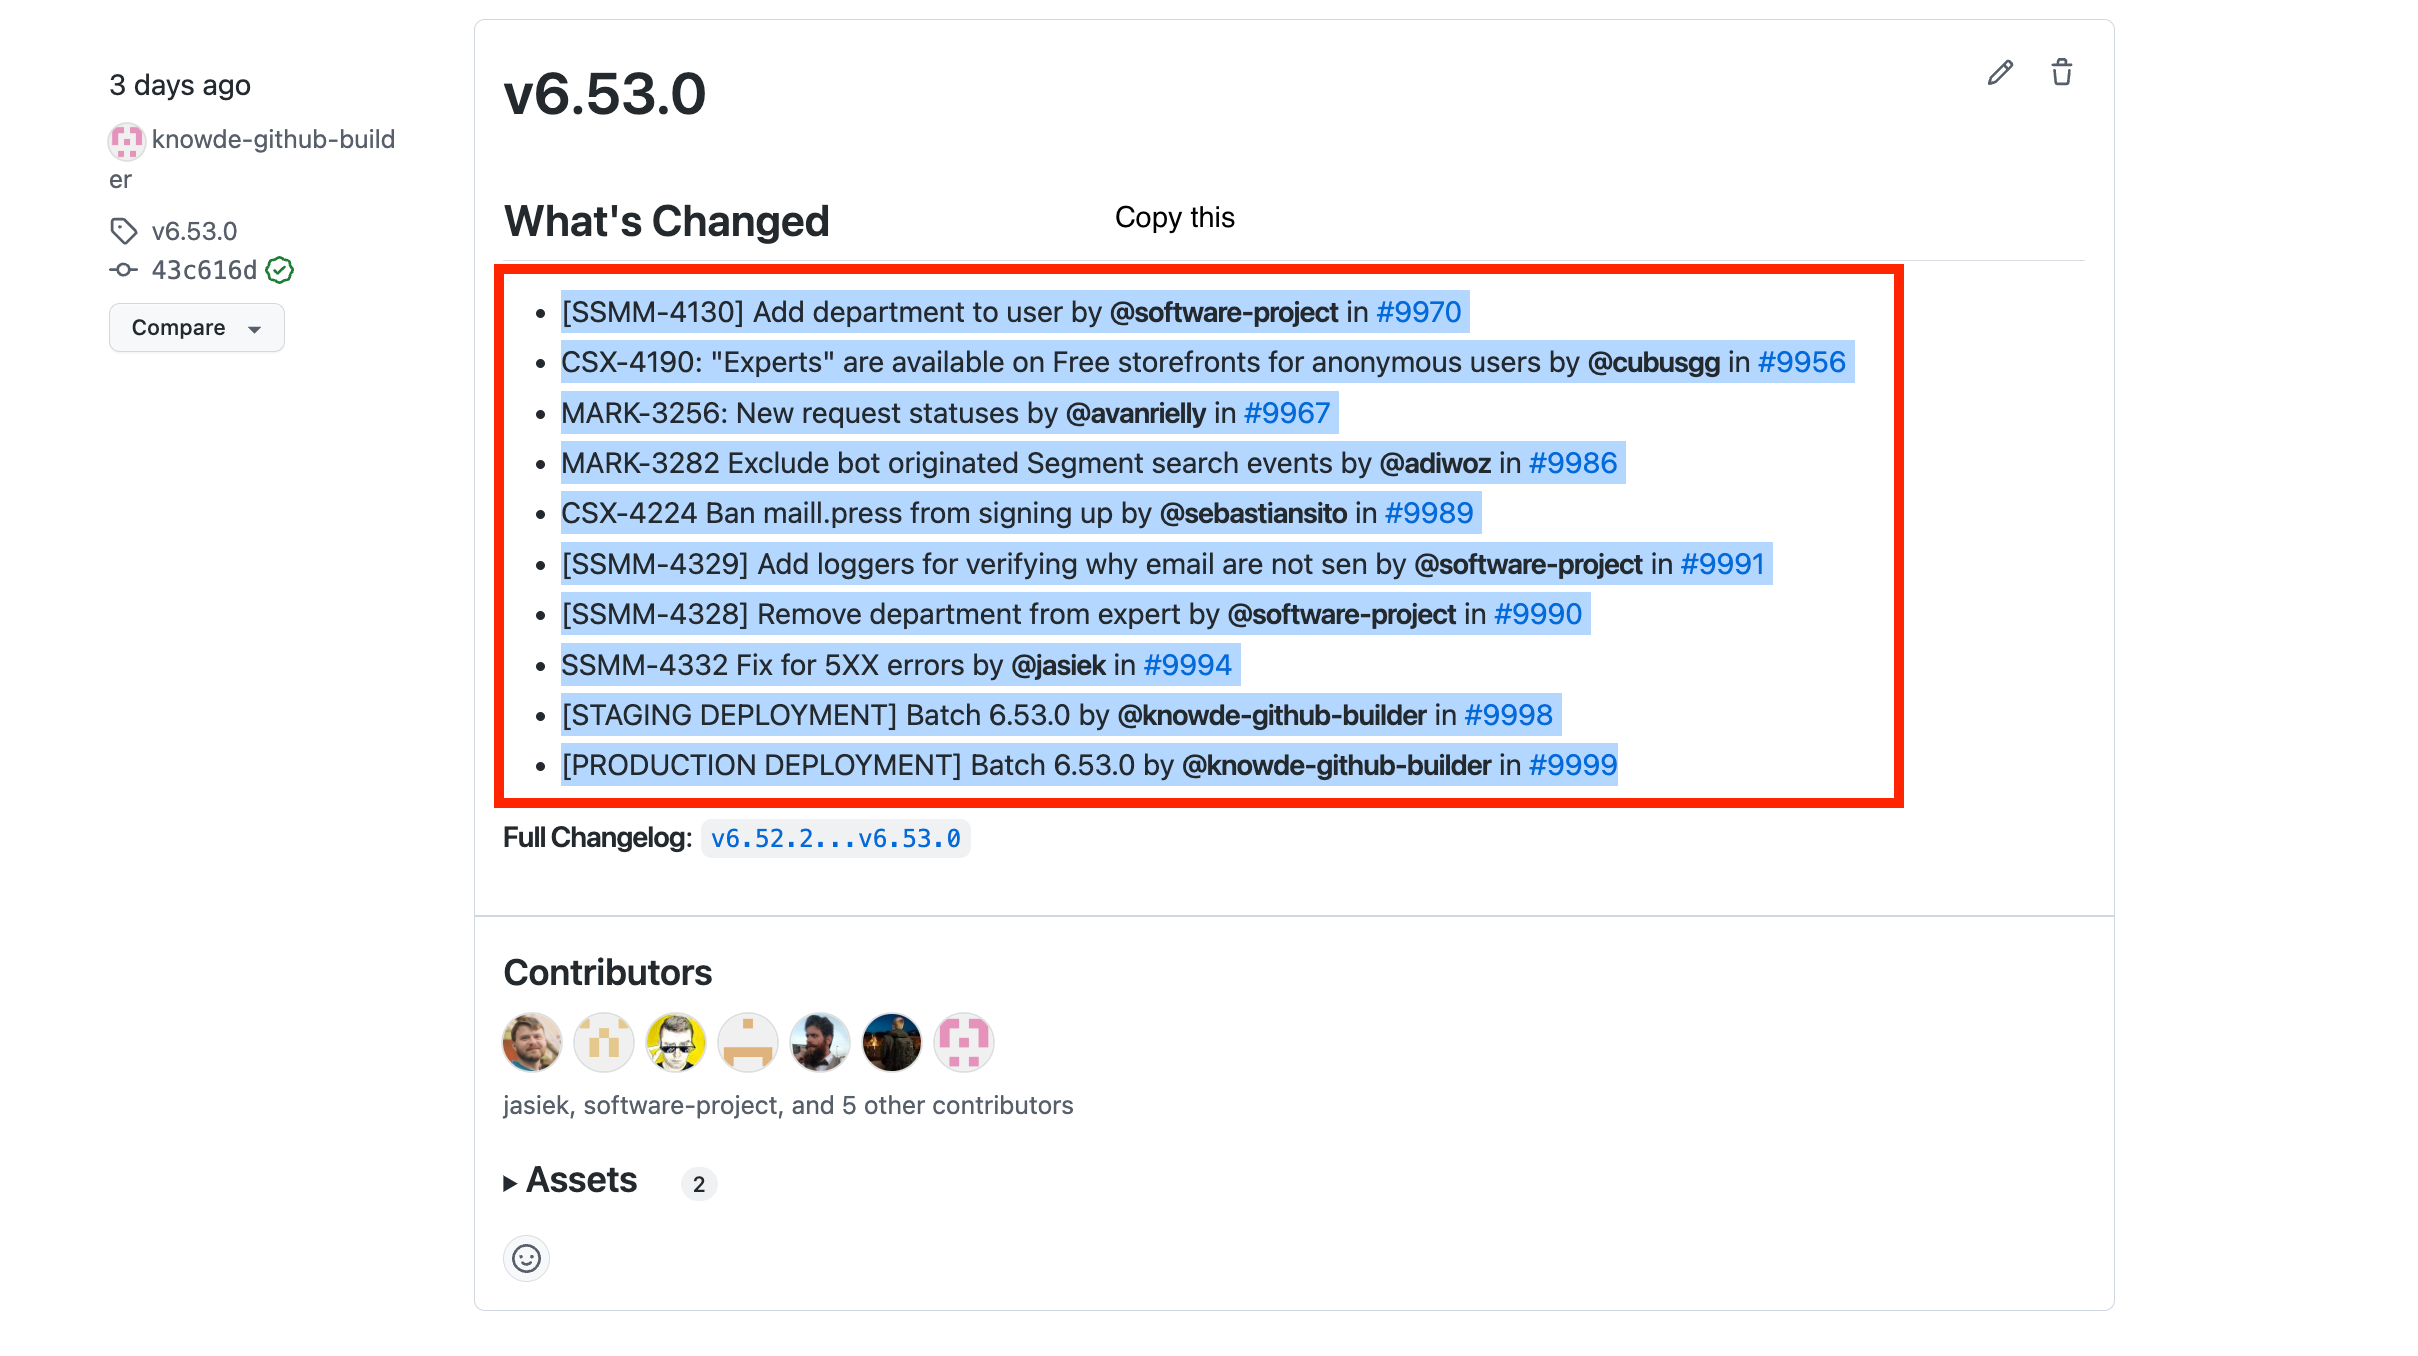 3 days ago
knowde-github-build
er
v6.53.0
43c616d
Compare
v6.53.0
What's Changed
Copy this
[SSMM-4130] Add department to user by @software-project in #9970
CSX-4190: "Experts" are available on Free storefronts for anonymous users by @cubusgg in #9956
MARK-3256: New request statuses by @avanrielly in #9967
MARK-3282 Exclude bot originated Segment search events by @adiwoz in #9986
CSX-4224 Ban maill.press from signing up by @sebastiansito in #9989
[SSMM-4329] Add loggers for verifying why email are not sen by @software-project in #9991
[SSMM-4328] Remove department from expert by @software-project in #9990
SSMM-4332 Fix for 5XX errors by @jasiek in #9994
[STAGING DEPLOYMENT] Batch 6.53.0 by @knowde-github-builder in #9998
[PRODUCTION DEPLOYMENT] Batch 6.53.0 by @knowde-github-builder in #9999
Full Changelog: v6.52.2...v6.53.0
Contributors
jasiek, software-project, and 5 other contributors
Assets 2